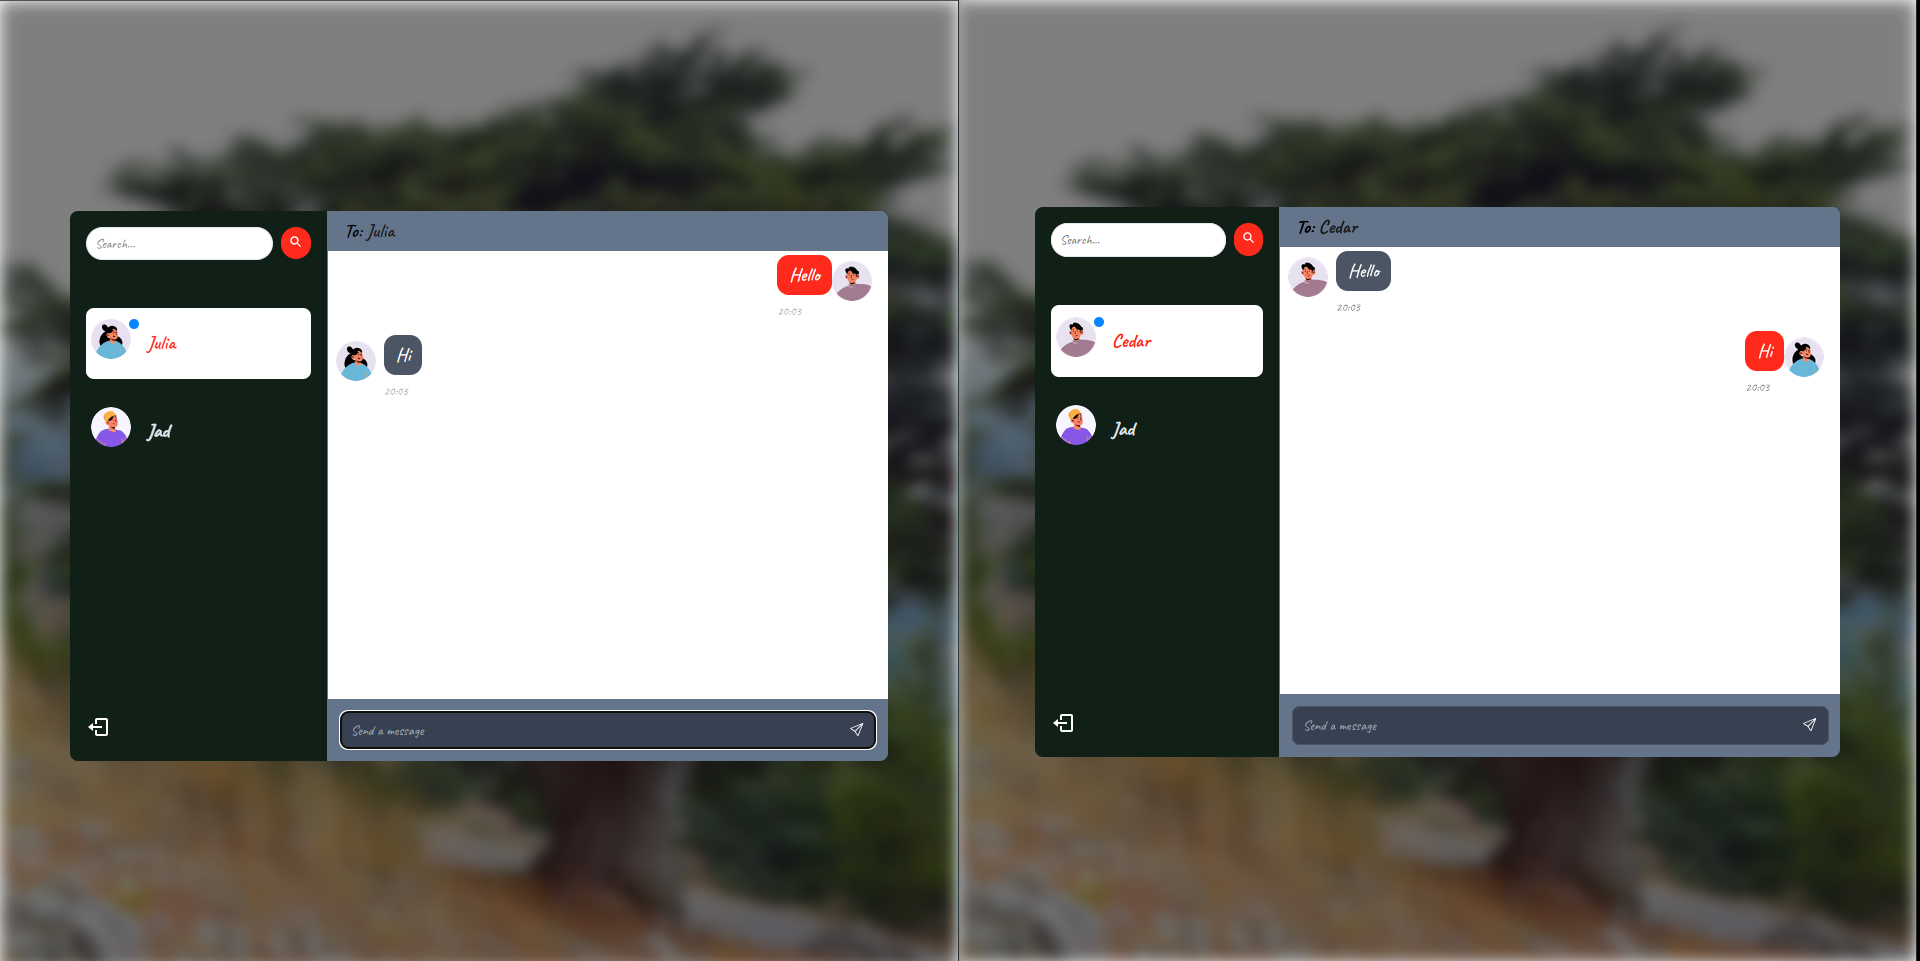 Search...
Julia
Jad
To: Julia
Hello
20:03
Hi
20:03
Send a message
Search...
Cedar
Jad
To: Cedar
Hello
20:03
Hi
20:03
Send a message